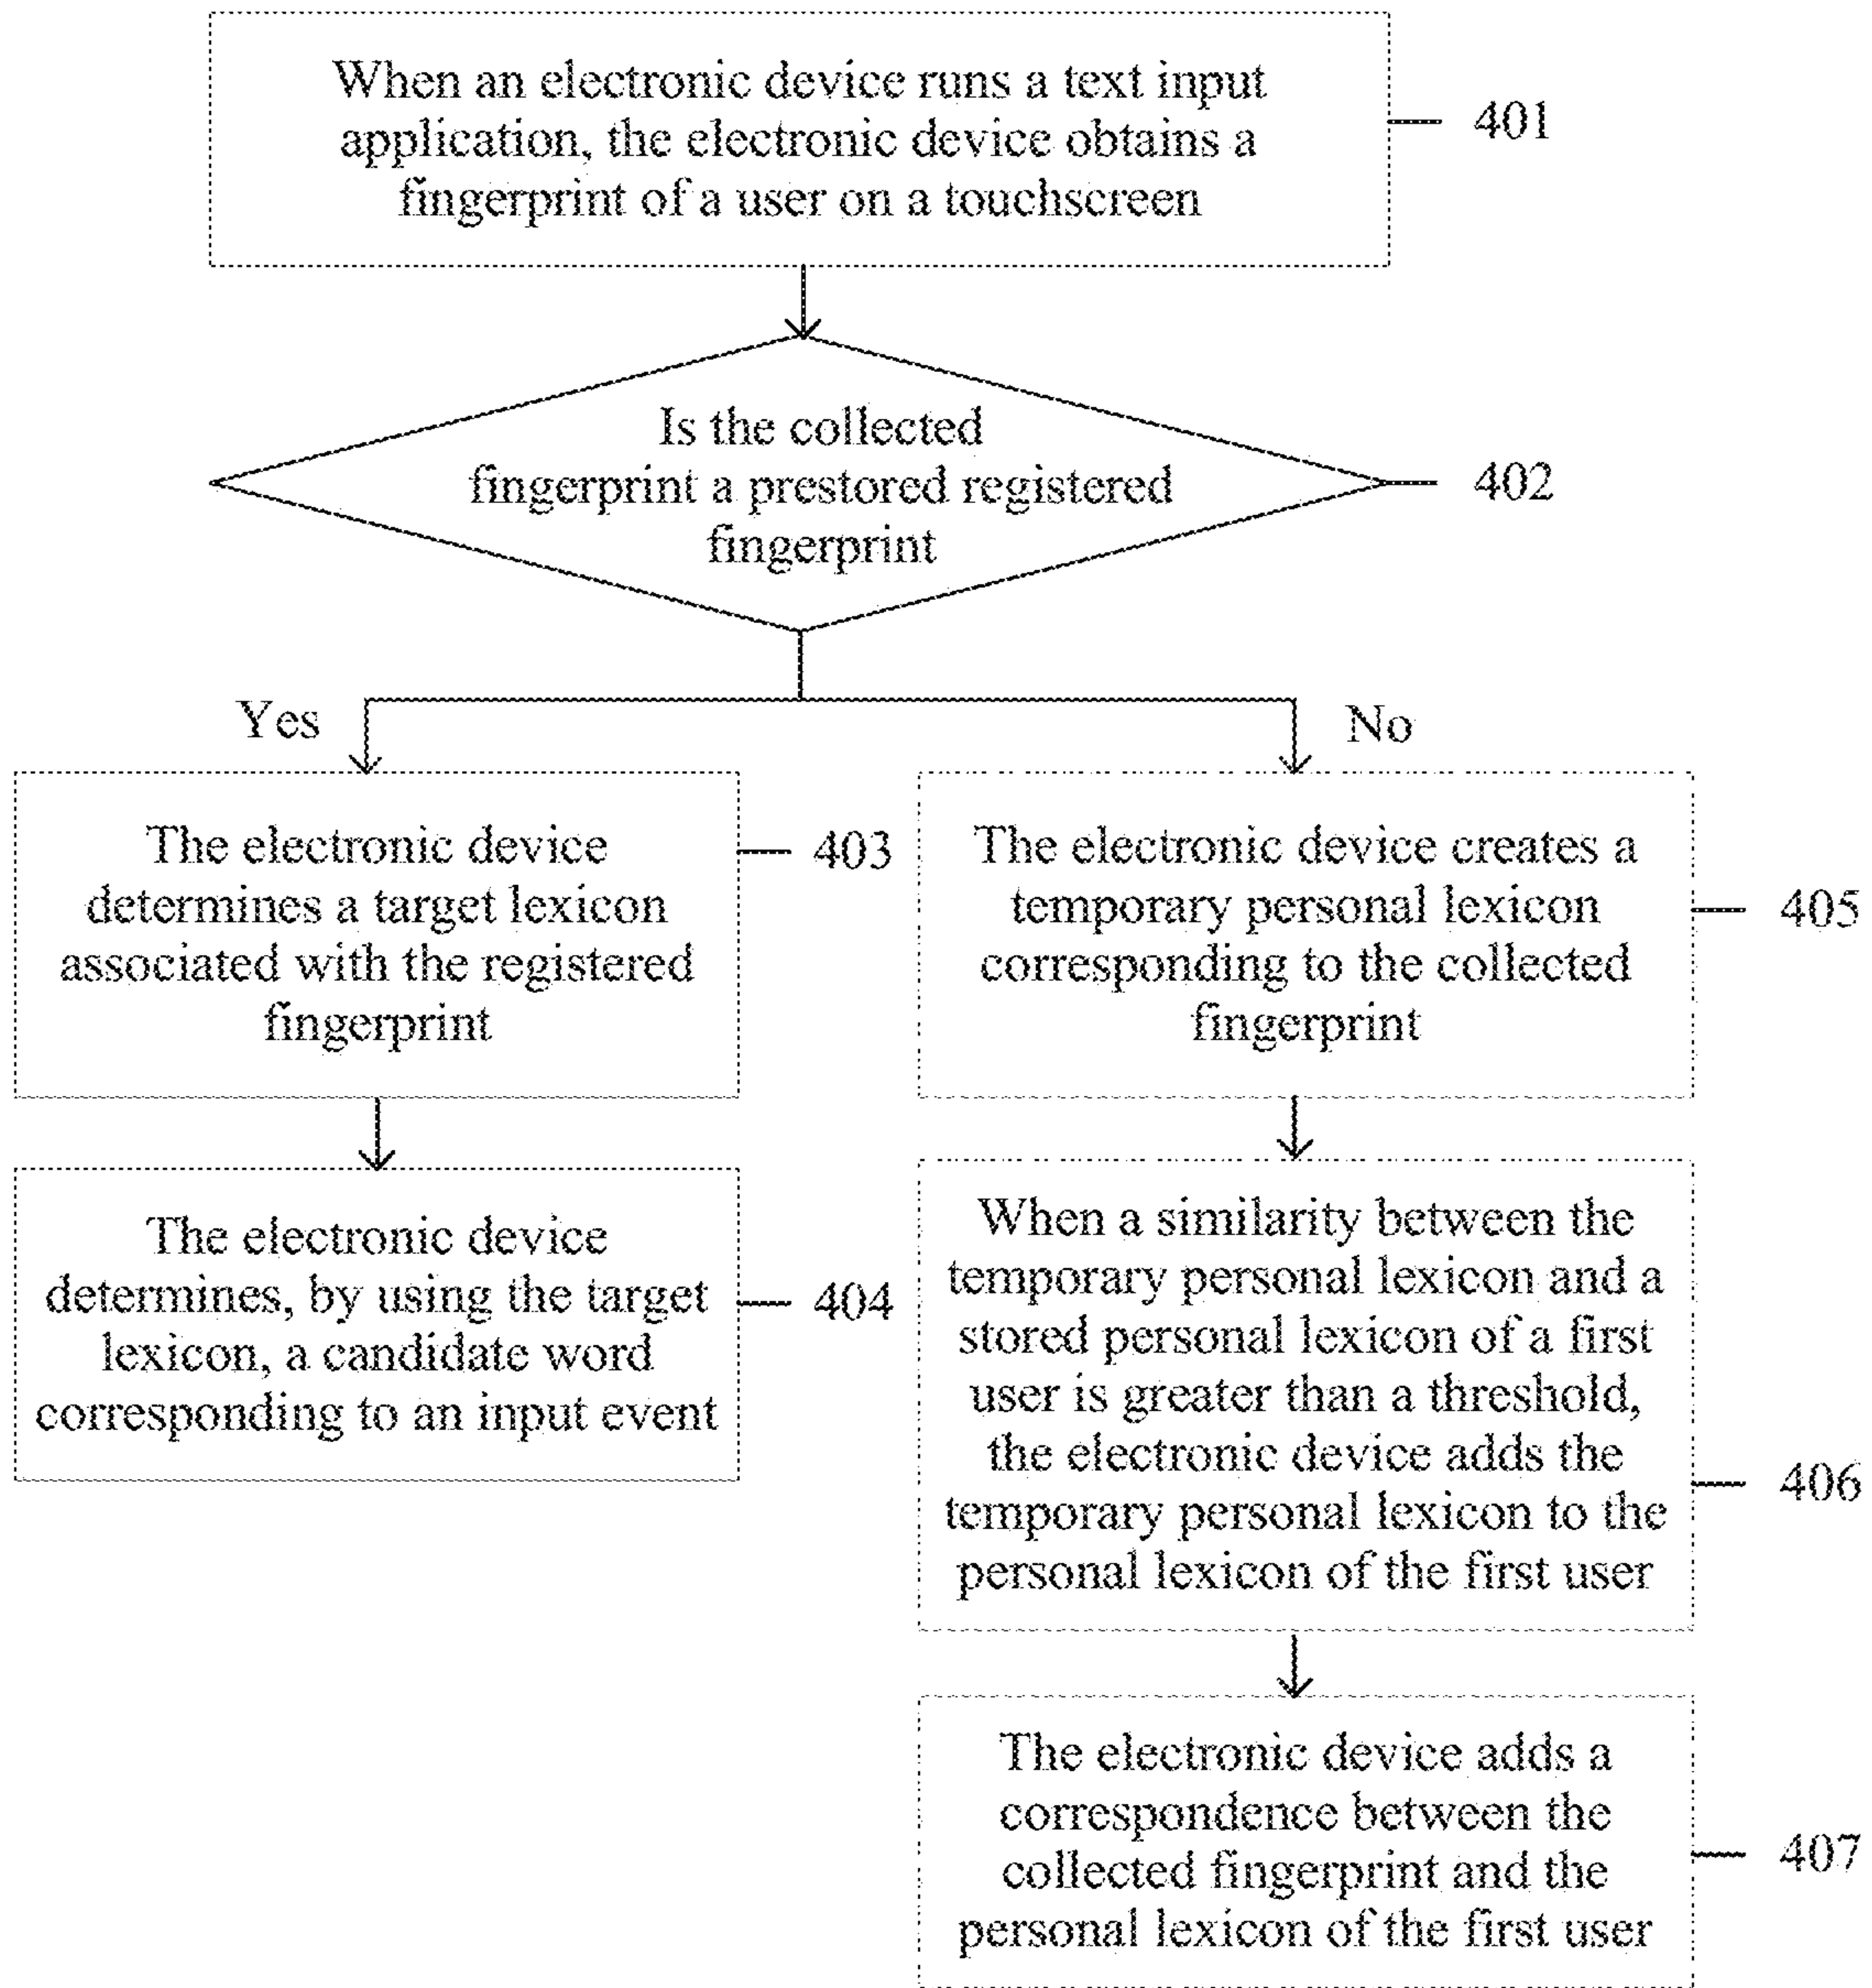 When an electronic device runs a text input
application, the electronic device obtains a
fingerprint of a user on a touchscreen
401
Is the collected
fingerprint a prestored registered
fingerprint
402
Yes
No
The electronic device
determines a target lexicon
associated with the registered
fingerprint
403
The electronic device
determines, by using the target
lexicon, a candidate word
corresponding to an input event
404
The electronic device creates a
temporary personal lexicon
corresponding to the collected
fingerprint
405
When a similarity between the
temporary personal lexicon and a
stored personal lexicon of a first
user is greater than a threshold,
the electronic device adds the
temporary personal lexicon to the
personal lexicon of the first user
406
The electronic device adds a
correspondence between the
collected fingerprint and the
personal lexicon of the first user
407